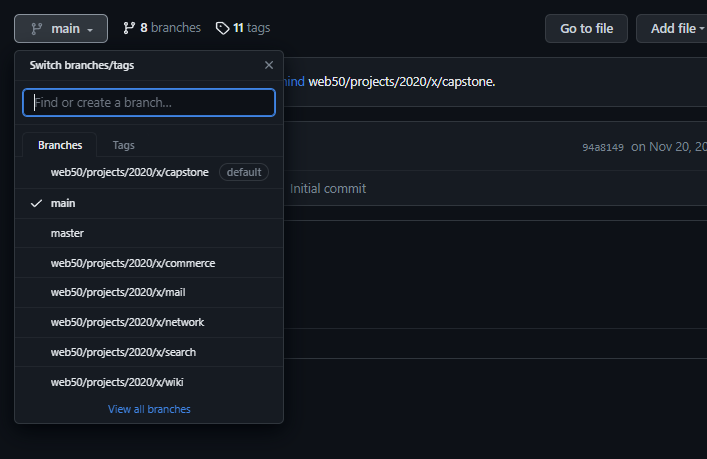 main
8 branches
11 tags
Go to file
Add file
Switch branches/tags
web50/projects/2020/x/capstone.
Find or create a branch...
Branches
Tags
94a8149 on Nov 20,
web50/projects/2020/x/capstone default
Initial commit
main
master
web50/projects/2020/x/commerce
web50/projects/2020/x/mail
web50/projects/2020/x/network
web50/projects/2020/x/search
web50/projects/2020/x/wiki
View all branches